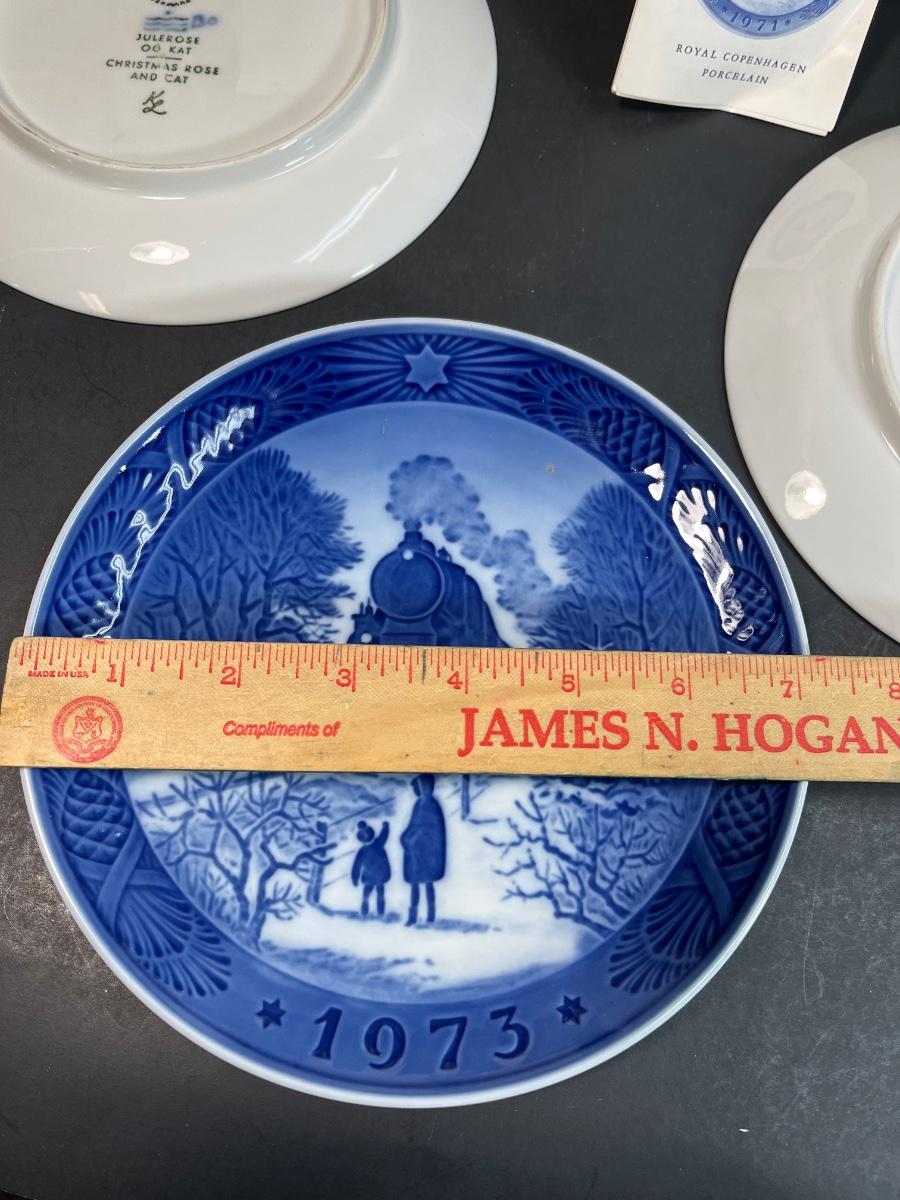 JULEROSE
OG KAT
CHRISTMAS ROSE
AND CAT
1971
ROYAL COPENHAGEN
PORCELAIN
1 2 3 4 5 6 7 8
MADE IN USA
Compliments of JAMES N. HOGAN
1973